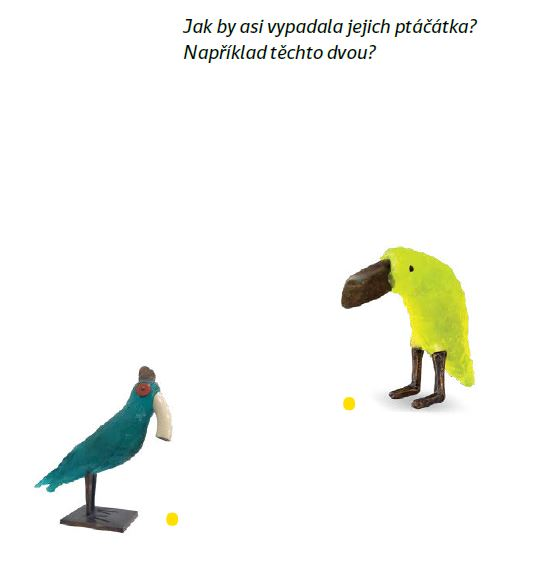 Jak by asi vypadala jejich ptáčátka?
Například těchto dvou?